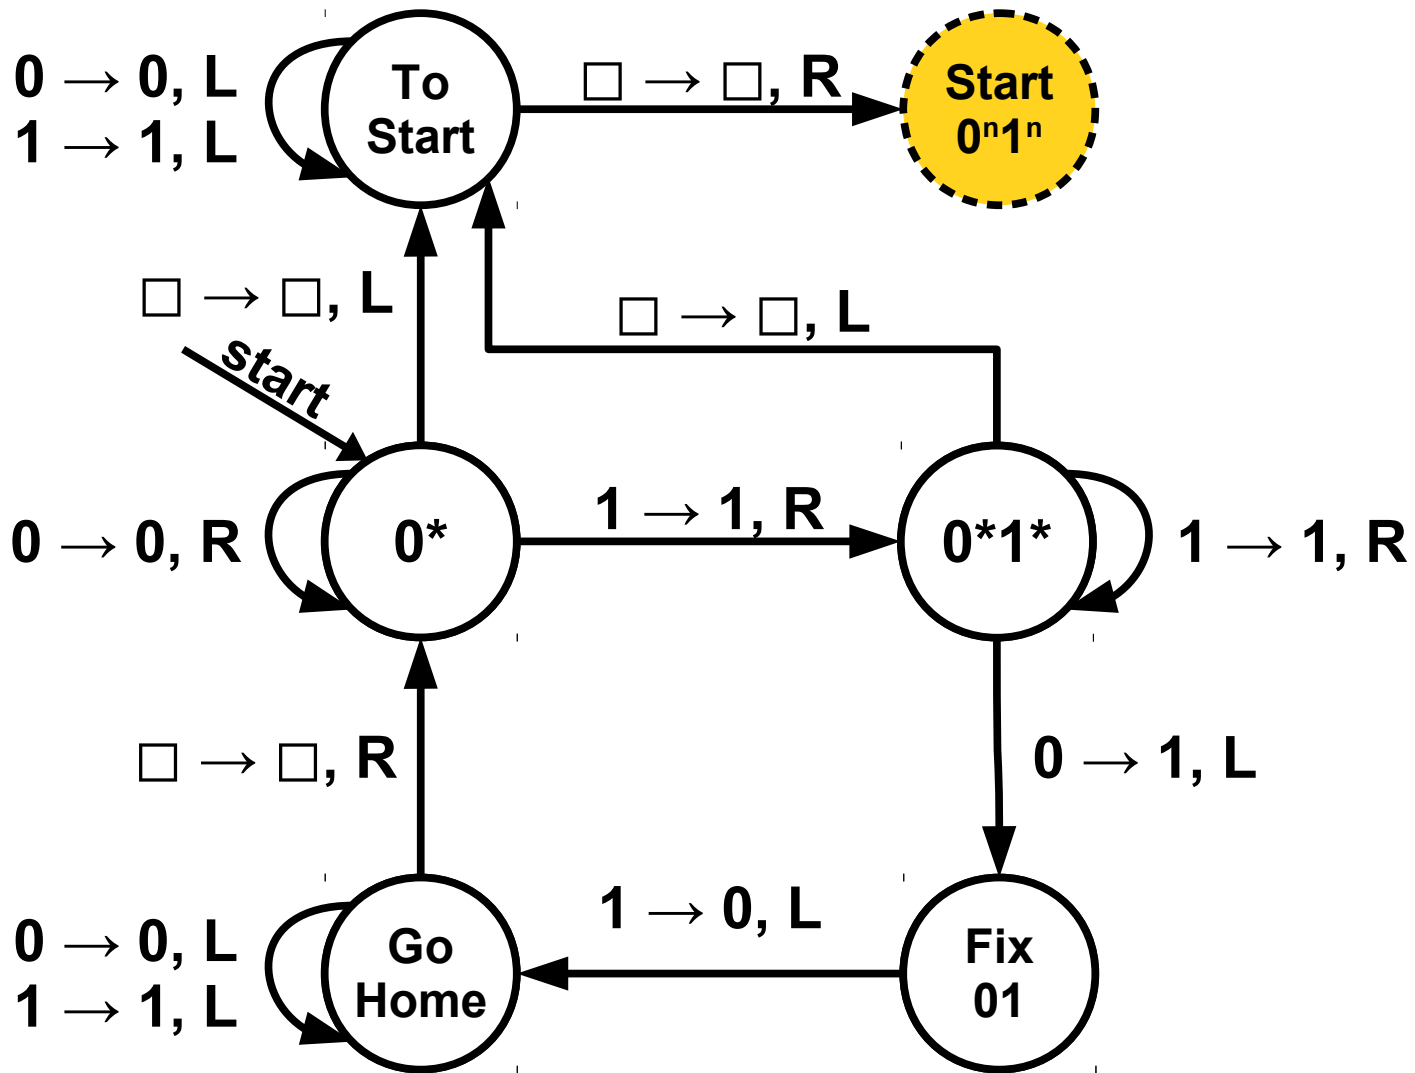 0 → 0, L
1 → 1, L
To
Start
□ → □, R
Start
0ⁿ1ⁿ
□ → □, L
start
□ → □, L
0 → 0, R
0*
1 → 1, R
0*1*
1 → 1, R
□ → □, R
0 → 1, L
0 → 0, L
1 → 1, L
Go
Home
1 → 0, L
Fix
01